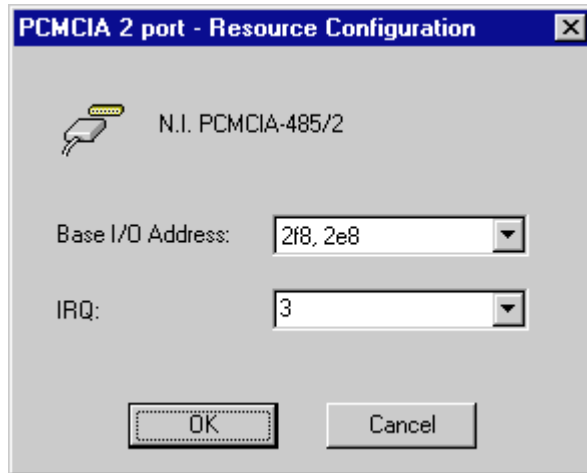 PCMCIA 2 port - Resource Configuration
N.I. PCMCIA-485/2
Base I/O Address: 2f8, 2e8
IRQ: 3
OK Cancel